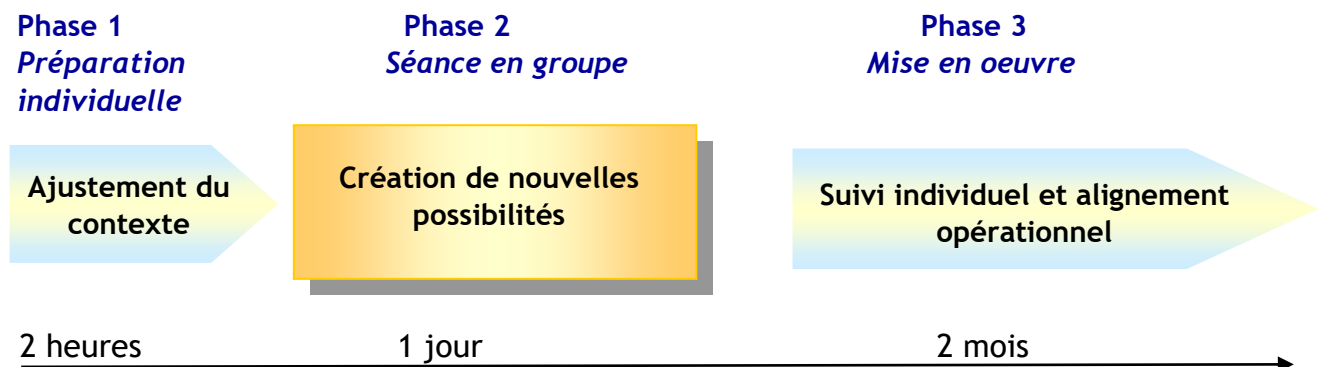 Phase 1
Préparation
individuelle
Phase 2
Séance en groupe
Phase 3
Mise en oeuvre
Ajustement du
contexte
Création de nouvelles
possibilités
Suivi individuel et alignement
opérationnel
2 heures
1 jour
2 mois